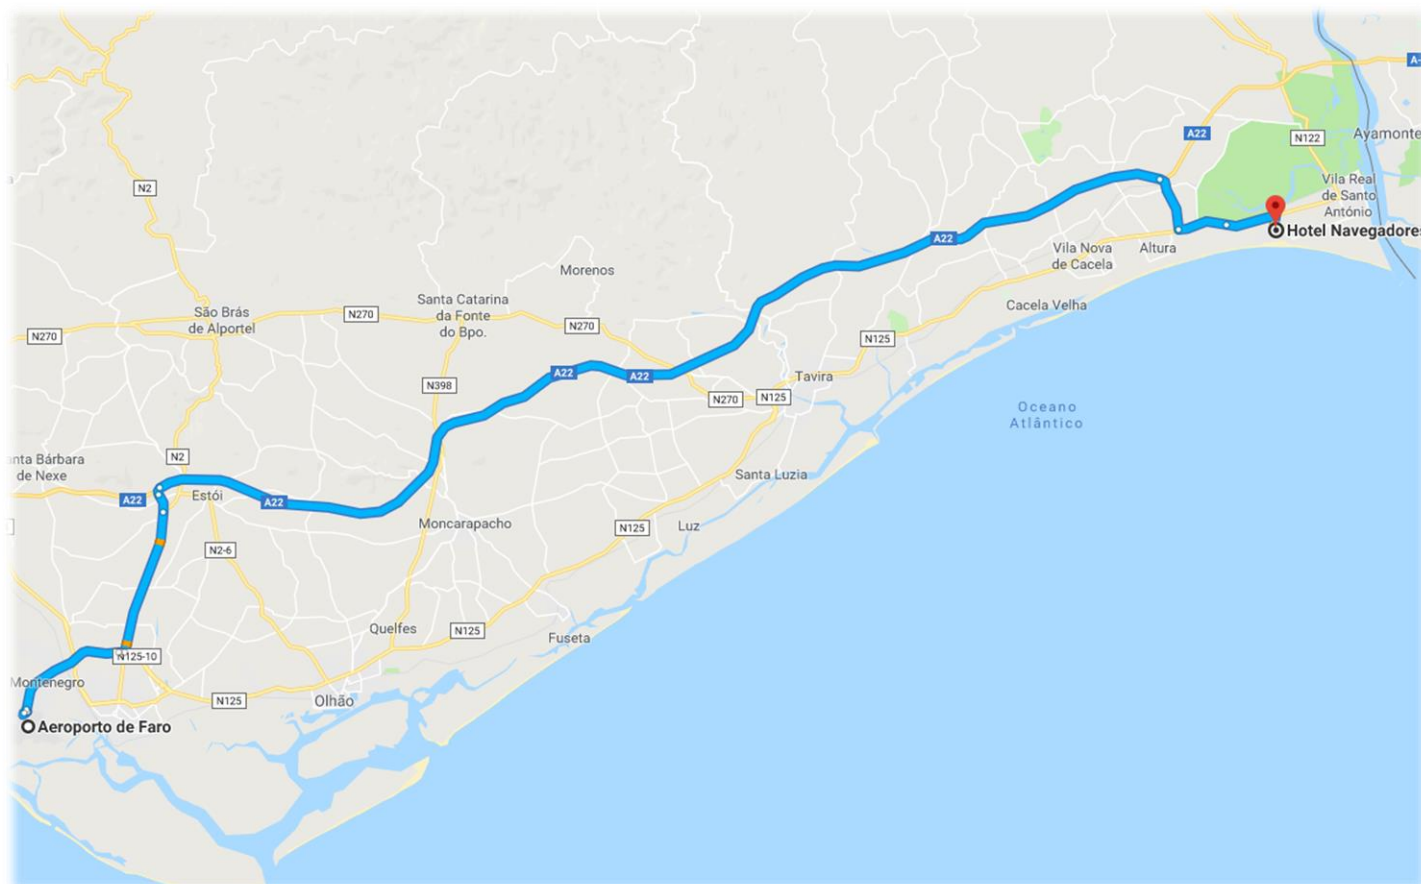 A-
A22
N122
Ayamonte
N2
Vila Real
de Santo
António
Hotel Navegadores
A22
Vila Nova
de Cacela
Altura
Morenos
Santa Catarina
da Fonte
do Bpo.
Cacela Velha
São Brás
de Alportel
N270
N270
N270
N125
A22
A22
Tavira
N398
N270
N125
Oceano
Atlântico
N2
anta Bárbara
de Nexe
Santa Luzia
A22
Estói
A22
Moncarapacho
N125
Luz
N2-6
Quelfes
N125
Fuseta
N125-10
Montenegro
N125
Olhão
Aeroporto de Faro